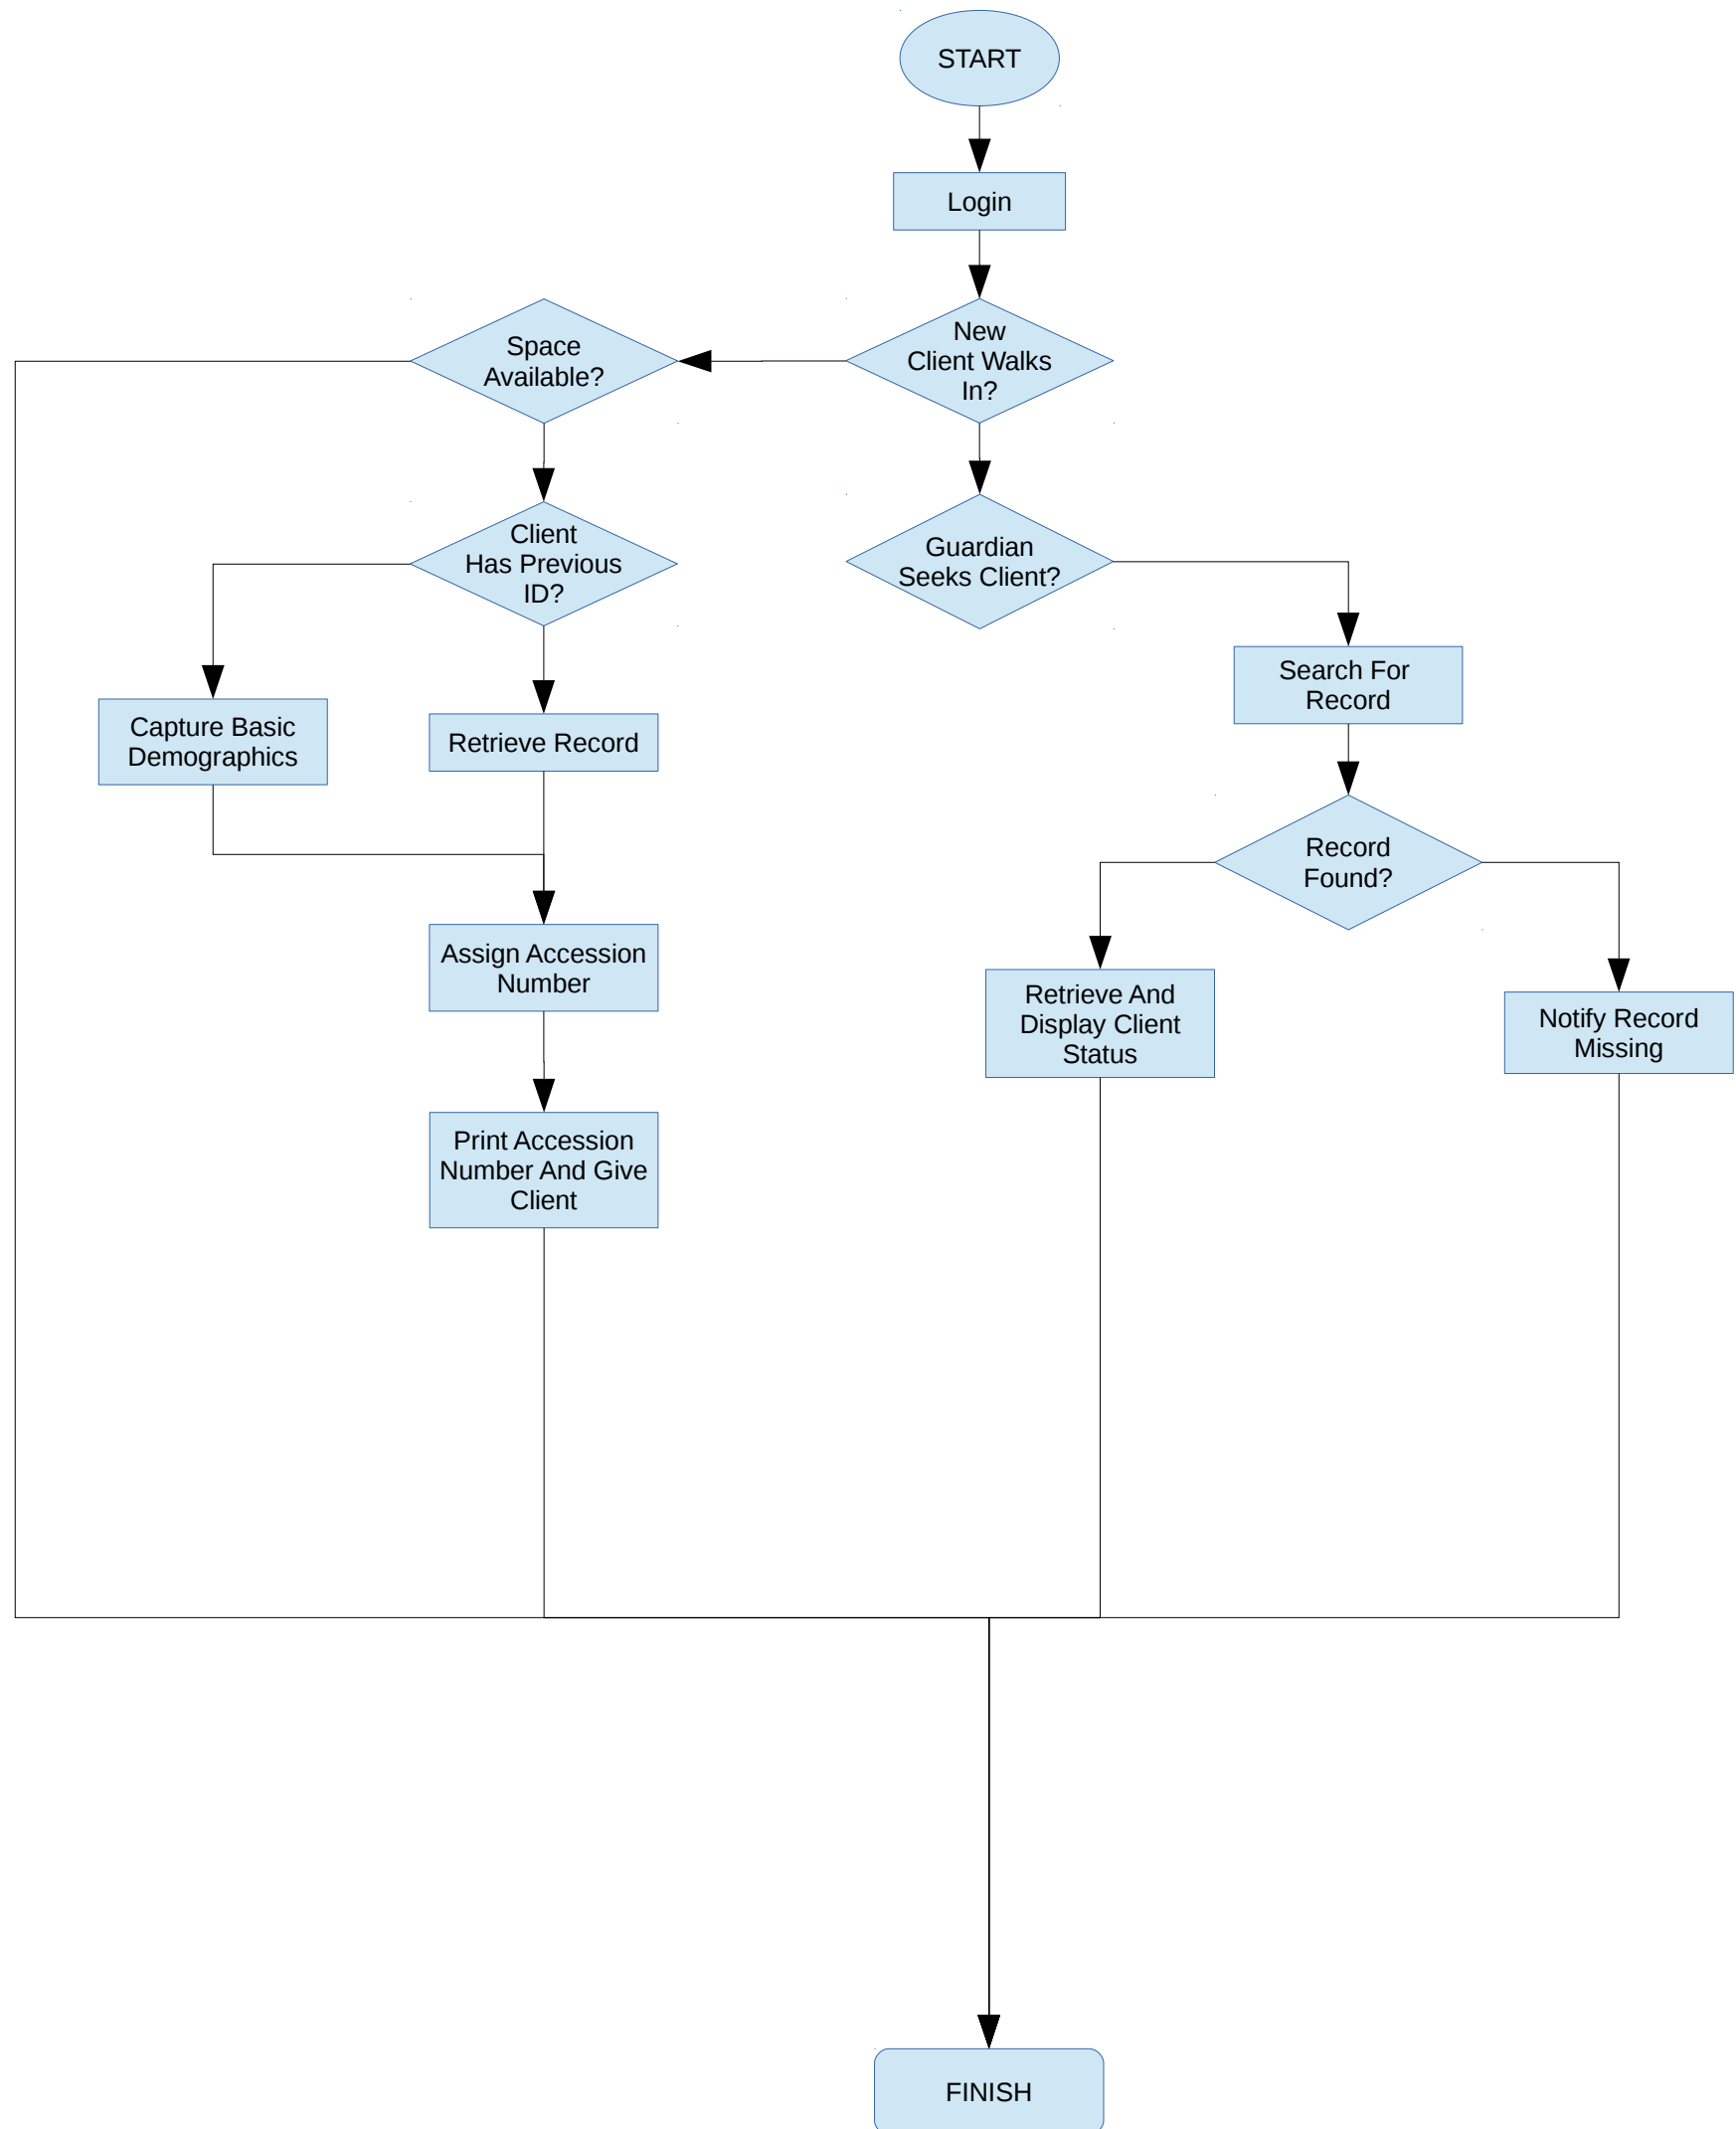 START
Login
New
Client Walks
In?
Space
Available?
Client
Has Previous
ID?
Guardian
Seeks Client?
Search For
Record
Capture Basic
Demographics
Retrieve Record
Record
Found?
Assign Accession
Number
Retrieve And
Display Client
Status
Notify Record
Missing
Print Accession
Number And Give
Client
FINISH